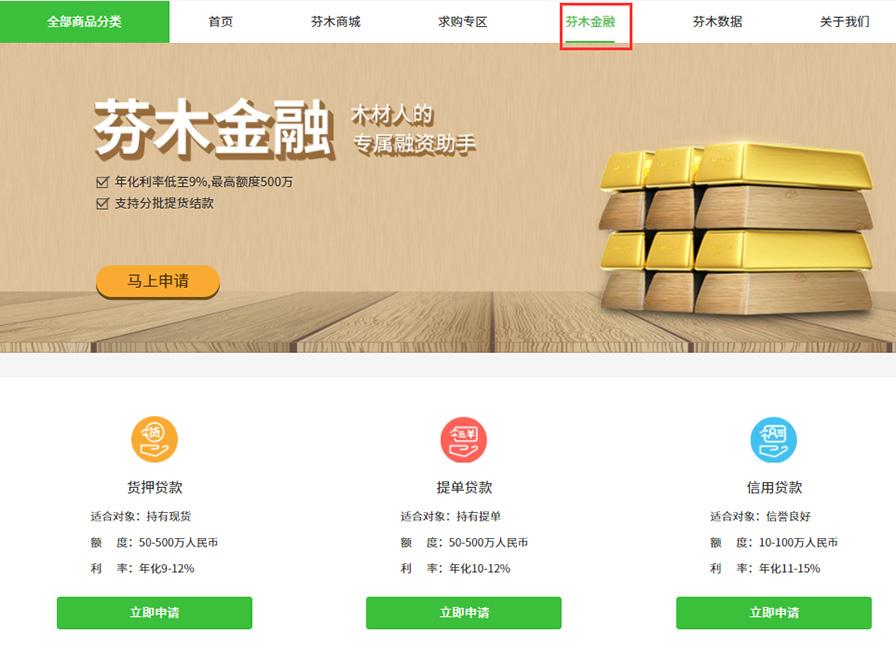 全部商品分类
首页
芬木商城
求购专区
芬木金融
芬木数据
关于我们
芬木金融
木材人的
专属融资助手
年化利率低至9%,最高额度500万
支持分批提货结款
马上申请
货
提单
货押贷款
提单贷款
信用贷款
适合对象：持有现货
适合对象：持有提单
适合对象：信誉良好
额 度：50-500万人民币
额 度：50-500万人民币
额 度：10-100万人民币
利 率：年化9-12%
利 率：年化10-12%
利 率：年化11-15%
立即申请
立即申请
立即申请